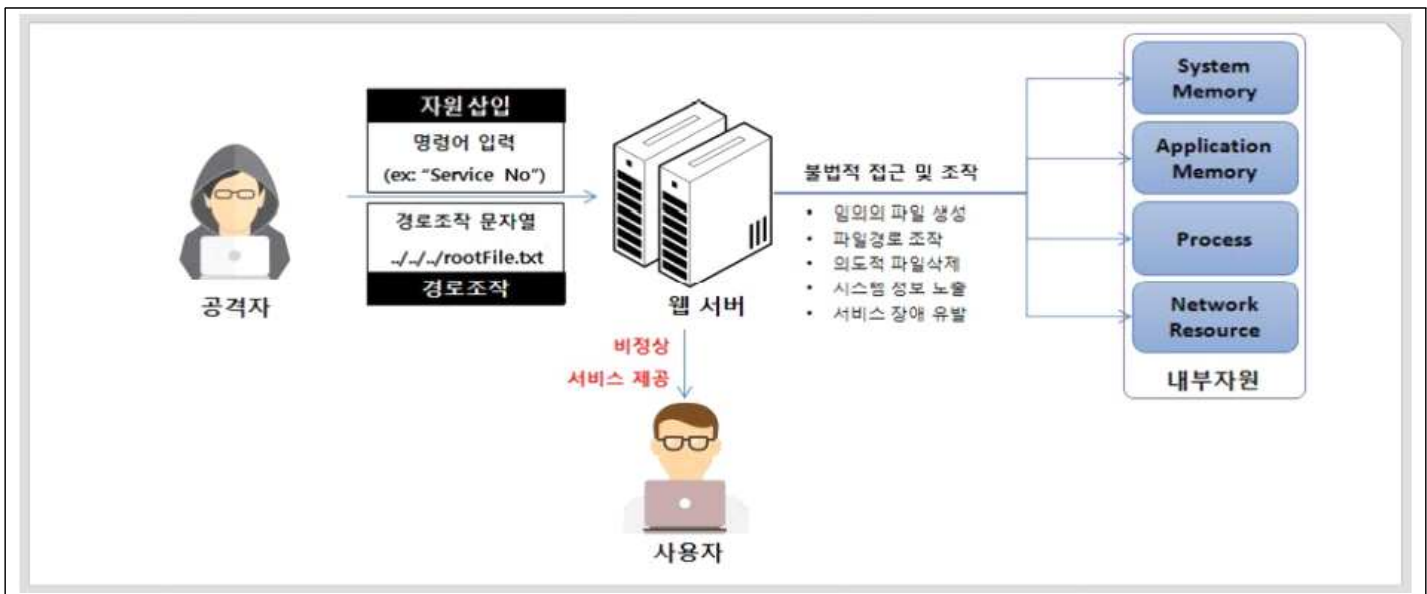 자원 삽입
명령어 입력
(ex: “Service No”)
경로조작 문자열
../../../rootFile.txt
경로조작
공격자
웹 서버
불법적 접근 및 조작
• 임의의 파일 생성
• 파일경로 조작
• 의도적 파일삭제
• 시스템 정보 노출
• 서비스 장애 유발
System
Memory
Application
Memory
Process
Network
Resource
내부자원
비정상
서비스 제공
사용자